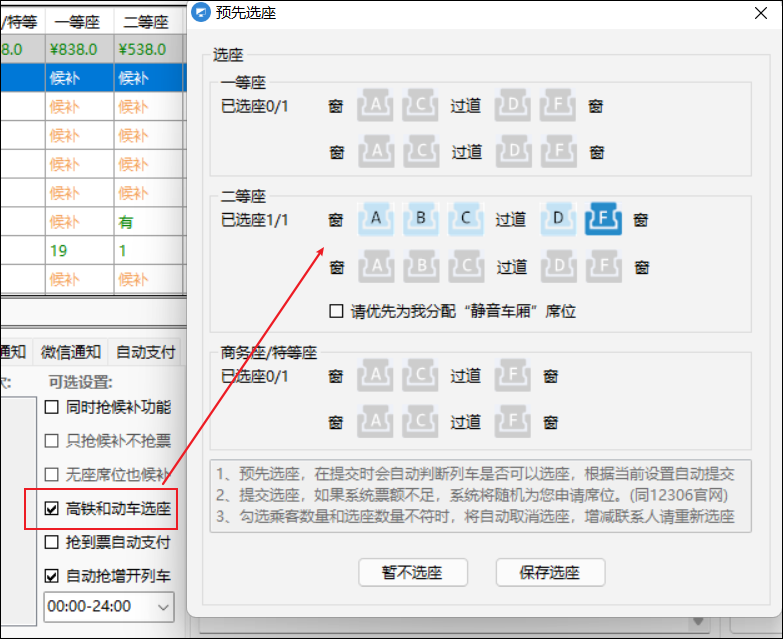 /特等 一等座 二等座
8.0 ¥838.0 ¥538.0
候补 候补
候补 候补
候补 候补
候补 候补
候补 候补
候补 有
19 1
候补 候补
通知 微信通知 自动支付
可选设置:
同时抢候补功能
只抢候补不抢票
无座席位也候补
高铁和动车选座
抢到票自动支付
自动抢增开列车
00:00-24:00
预先选座
选座
一等座
已选座0/1 窗 A C 过道 D F 窗
窗 A C 过道 D F 窗
二等座
已选座1/1 窗 A B C 过道 D F 窗
窗 A B C 过道 D F 窗
请优先为我分配“静音车厢”席位
商务座/特等座
已选座0/1 窗 A C 过道 F 窗
窗 A C 过道 F 窗
1、预先选座，在提交时会自动判断列车是否可以选座，根据当前设置自动提交
2、提交选座，如果系统票额不足，系统将随机为您申请席位。(同12306官网)
3、勾选乘客数量和选座数量不符时，将自动取消选座，增减联系人请重新选座
暂不选座 保存选座